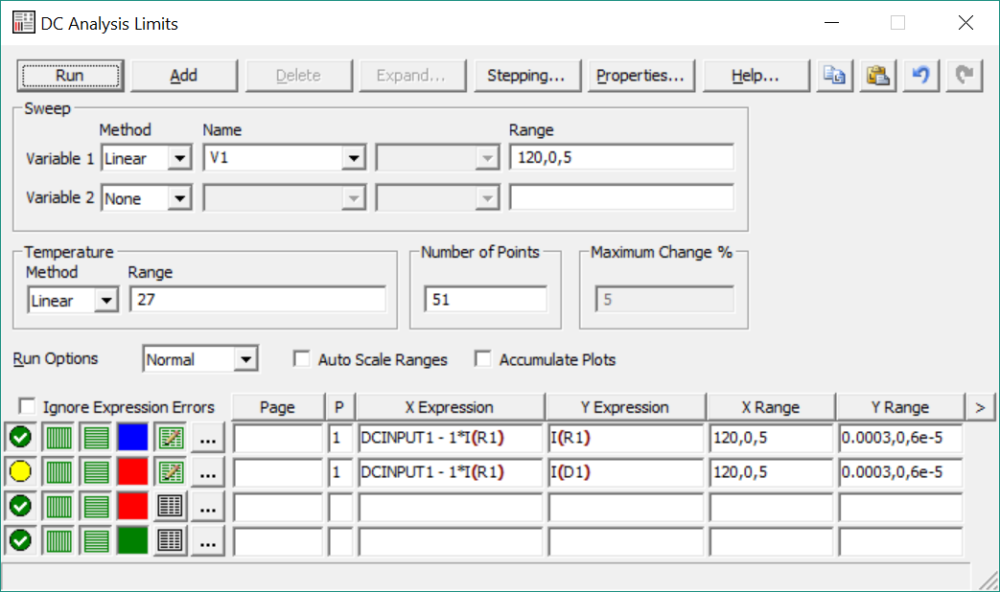 DC Analysis Limits
Run Add Delete Expand... Stepping... Properties... Help...
Sweep
Method Name Range
Variable 1 Linear V1 120,0,5
Variable 2 None
Temperature Number of Points Maximum Change %
Method Range
Linear 27 51 5
Run Options Normal Auto Scale Ranges Accumulate Plots
Ignore Expression Errors Page P X Expression Y Expression X Range Y Range >
... 1 DCINPUT1 - 1*I(R1) I(R1) 120,0,5 0.0003,0,6e-5
... 1 DCINPUT1 - 1*I(R1) I(D1) 120,0,5 0.0003,0,6e-5
...
...